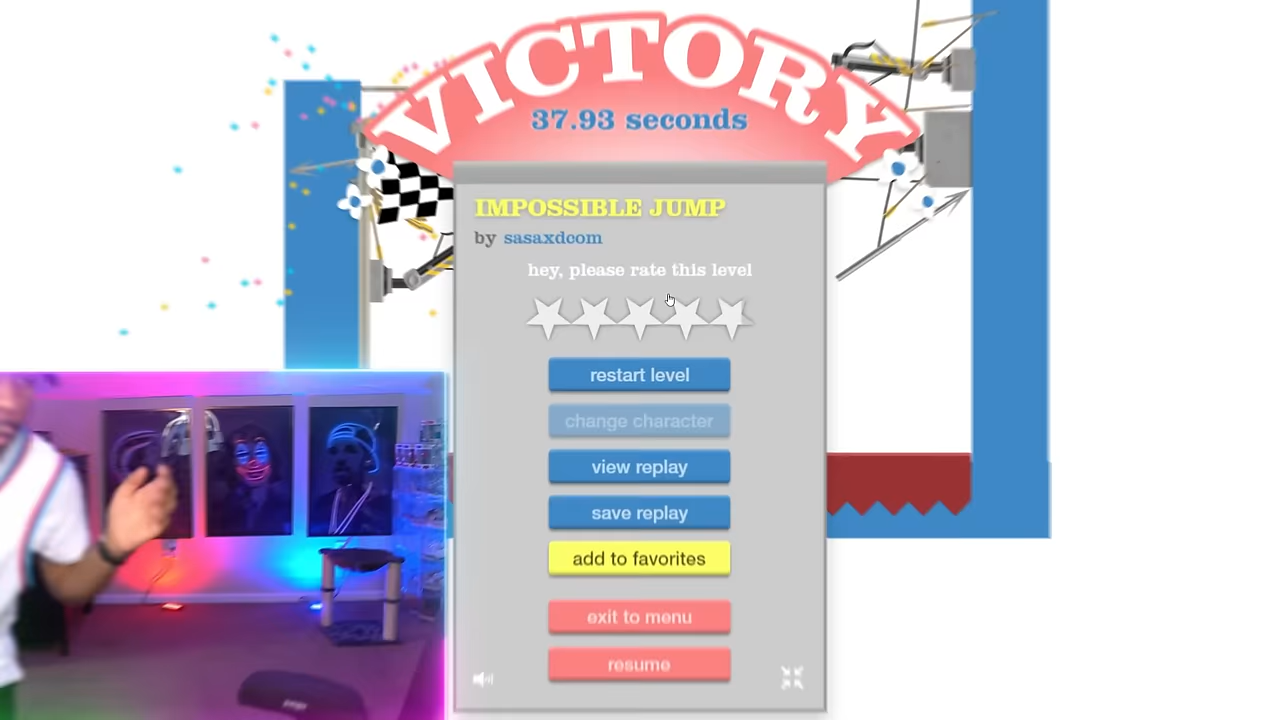 VICTORY
37.93 seconds
IMPOSSIBLE JUMP
by sasaxdcom
hey, please rate this level
restart level
change character
view replay
save replay
add to favorites
exit to menu
resume